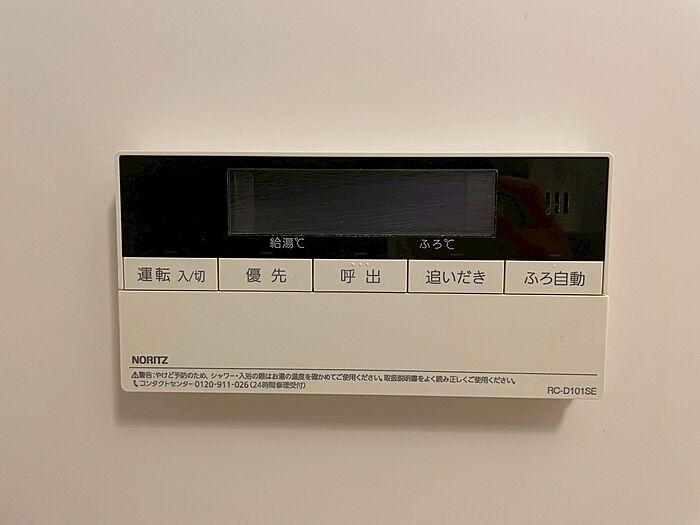 給湯℃ ふろ℃
運転 入/切 優先 呼出 追いだき ふろ自動
NORITZ
⚠警告:やけど予防のため、シャワー・入浴の際はお湯の温度を確かめてご使用ください。取扱説明書をよく読み正しくご使用ください。
コンタクトセンター 0120-911-026(24時間修理受付)
RC-D101SE